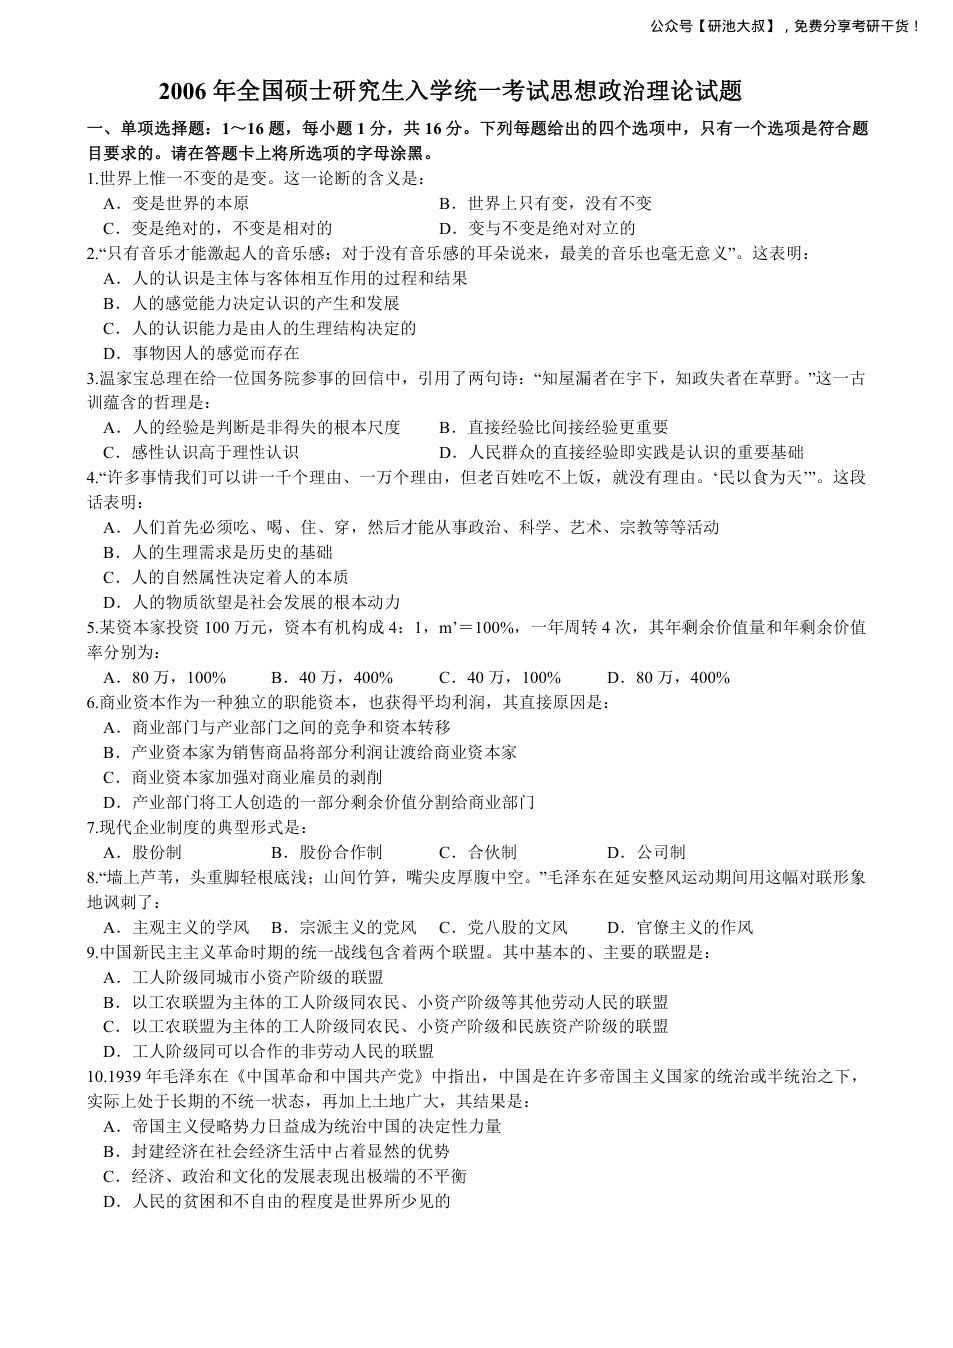 公众号【研池大叔】，免费分享考研干货！
2006 年全国硕士研究生入学统一考试思想政治理论试题
一、单项选择题：1～16 题，每小题 1 分，共 16 分。下列每题给出的四个选项中，只有一个选项是符合题
目要求的。请在答题卡上将所选项的字母涂黑。
1.世界上惟一不变的是变。这一论断的含义是：
A．变是世界的本原 B．世界上只有变，没有不变
C．变是绝对的，不变是相对的 D．变与不变是绝对对立的
2.“只有音乐才能激起人的音乐感；对于没有音乐感的耳朵说来，最美的音乐也毫无意义”。这表明：
A．人的认识是主体与客体相互作用的过程和结果
B．人的感觉能力决定认识的产生和发展
C．人的认识能力是由人的生理结构决定的
D．事物因人的感觉而存在
3.温家宝总理在给一位国务院参事的回信中，引用了两句诗：“知屋漏者在宇下，知政失者在草野。”这一古
训蕴含的哲理是：
A．人的经验是判断是非得失的根本尺度 B．直接经验比间接经验更重要
C．感性认识高于理性认识 D．人民群众的直接经验即实践是认识的重要基础
4.“许多事情我们可以讲一千个理由、一万个理由，但老百姓吃不上饭，就没有理由。‘民以食为天’”。这段
话表明：
A．人们首先必须吃、喝、住、穿，然后才能从事政治、科学、艺术、宗教等等活动
B．人的生理需求是历史的基础
C．人的自然属性决定着人的本质
D．人的物质欲望是社会发展的根本动力
5.某资本家投资 100 万元，资本有机构成 4：1，m’＝100%，一年周转 4 次，其年剩余价值量和年剩余价值
率分别为：
A．80 万，100% B．40 万，400% C．40 万，100% D．80 万，400%
6.商业资本作为一种独立的职能资本，也获得平均利润，其直接原因是：
A．商业部门与产业部门之间的竞争和资本转移
B．产业资本家为销售商品将部分利润让渡给商业资本家
C．商业资本家加强对商业雇员的剥削
D．产业部门将工人创造的一部分剩余价值分割给商业部门
7.现代企业制度的典型形式是：
A．股份制 B．股份合作制 C．合伙制 D．公司制
8.“墙上芦苇，头重脚轻根底浅；山间竹笋，嘴尖皮厚腹中空。”毛泽东在延安整风运动期间用这幅对联形象
地讽刺了：
A．主观主义的学风 B．宗派主义的党风 C．党八股的文风 D．官僚主义的作风
9.中国新民主主义革命时期的统一战线包含着两个联盟。其中基本的、主要的联盟是：
A．工人阶级同城市小资产阶级的联盟
B．以工农联盟为主体的工人阶级同农民、小资产阶级等其他劳动人民的联盟
C．以工农联盟为主体的工人阶级同农民、小资产阶级和民族资产阶级的联盟
D．工人阶级同可以合作的非劳动人民的联盟
10.1939 年毛泽东在《中国革命和中国共产党》中指出，中国是在许多帝国主义国家的统治或半统治之下，
实际上处于长期的不统一状态，再加上土地广大，其结果是：
A．帝国主义侵略势力日益成为统治中国的决定性力量
B．封建经济在社会经济生活中占着显然的优势
C．经济、政治和文化的发展表现出极端的不平衡
D．人民的贫困和不自由的程度是世界所少见的